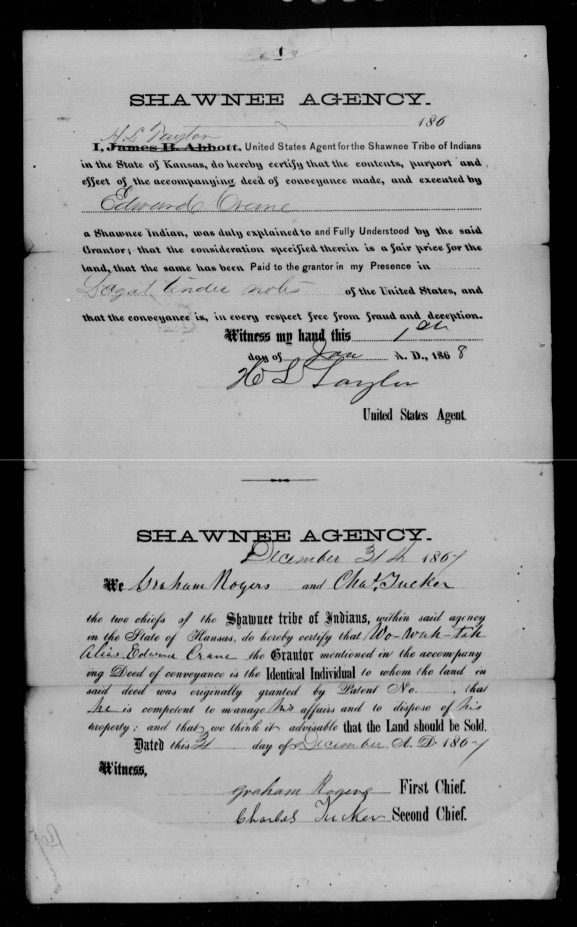 1
SHAWNEE AGENCY.
186
H L Taylor
I, James B. Abbott, United States Agent for the Shawnee Tribe of Indians
in the State of Kansas, do hereby certify that the contents, purport and
effect of the accompanying deed of conveyance made, and executed by
Edward Crane
a Shawnee Indian, was duly explained to and Fully Understood by the said
Grantor; that the consideration specified therein is a fair price for the
land, that the same has been Paid to the grantor in my Presence in
Legal tinder notes of the United States, and
that the conveyance is, in every respect free from fraud and deception.
Witness my hand this 1st
day of Jan A. D., 1868
H L Taylor
United States Agent.
SHAWNEE AGENCY.
December 31th 1867
We Graham Rogers and Chas. Tucker
the two chiefs of the Shawnee tribe of Indians, within said agency
in the State of Kansas, do hereby certify that
Alias Edward Crane the Grantor mentioned in the accompany
ing Deed of conveyance is the Identical Individual to whom the land in
said deed was originally granted by Patent No. , that
he is competent to manage his affairs and to dispose of his
property; and that we think it advisable that the Land should be Sold.
Dated this 31 day of December A. D. 1867
Witness,
Graham Rogers First Chief.
Charles Tucker Second Chief.